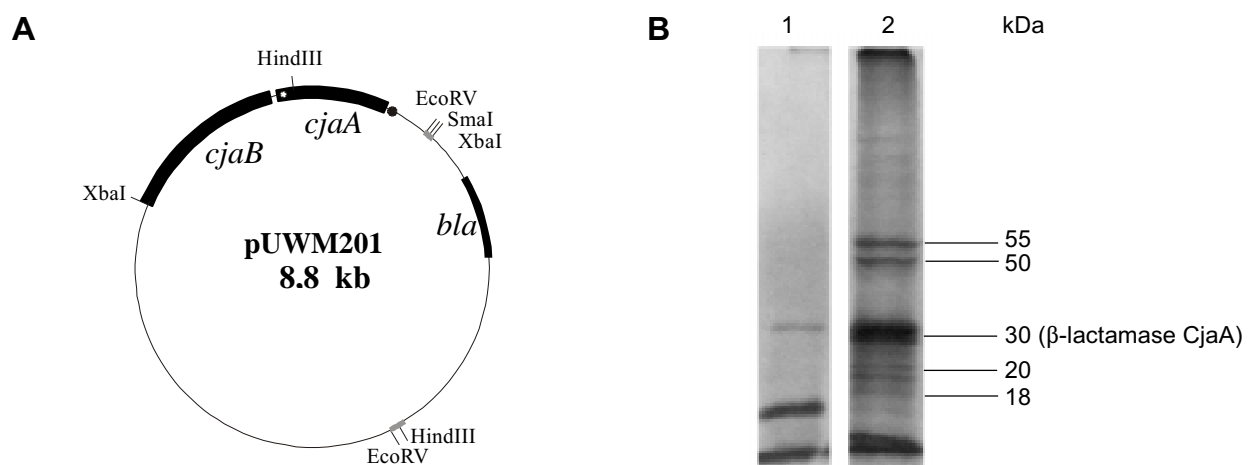 A
HindIII
EcoRV
SmaI
XbaI
cjaA
cjaB
XbaI
bla
pUWM201
8.8 kb
HindIII
EcoRV
B
1 2 kDa
55
50
30 (β-lactamase CjaA)
20
18